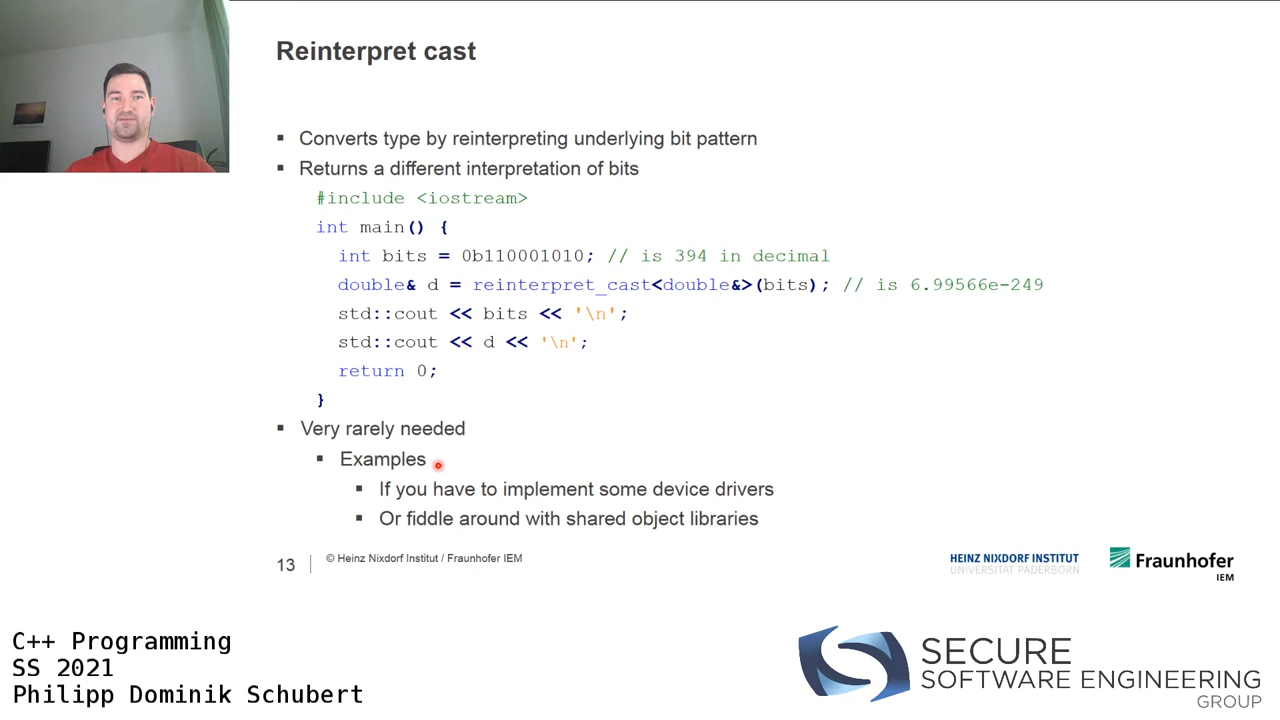 Reinterpret cast
▪ Converts type by reinterpreting underlying bit pattern
▪ Returns a different interpretation of bits
#include <iostream>
int main() {
int bits = 0b110001010; // is 394 in decimal
double& d = reinterpret_cast<double&>(bits); // is 6.99566e-249
std::cout << bits << '\n';
std::cout << d << '\n';
return 0;
}
▪ Very rarely needed
▪ Examples
▪ If you have to implement some device drivers
▪ Or fiddle around with shared object libraries
13 | © Heinz Nixdorf Institut / Fraunhofer IEM
HEINZ NIXDORF INSTITUT
UNIVERSITÄT PADERBORN
Fraunhofer
IEM
C++ Programming
SS 2021
Philipp Dominik Schubert
SECURE
SOFTWARE ENGINEERING
GROUP